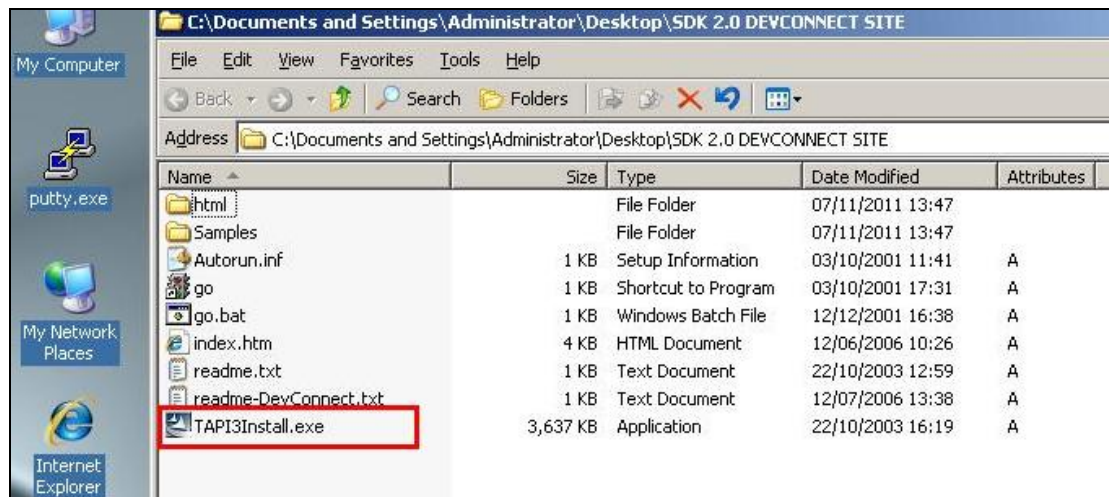 C:\Documents and Settings\Administrator\Desktop\SDK 2.0 DEVCONNECT SITE
My Computer
File Edit View Favorites Tools Help
Back Search Folders
Address C:\Documents and Settings\Administrator\Desktop\SDK 2.0 DEVCONNECT SITE
putty.exe
Name Size Type Date Modified Attributes
html File Folder 07/11/2011 13:47
Samples File Folder 07/11/2011 13:47
Autorun.inf 1 KB Setup Information 03/10/2001 11:41 A
go 1 KB Shortcut to Program 03/10/2001 17:31 A
go.bat 1 KB Windows Batch File 12/12/2001 16:38 A
My Network
Places
index.htm 4 KB HTML Document 12/06/2006 10:26 A
readme.txt 1 KB Text Document 22/10/2003 12:59 A
readme-DevConnect.txt 1 KB Text Document 12/07/2006 13:38 A
TAPI3Install.exe 3,637 KB Application 22/10/2003 16:19 A
Internet
Explorer